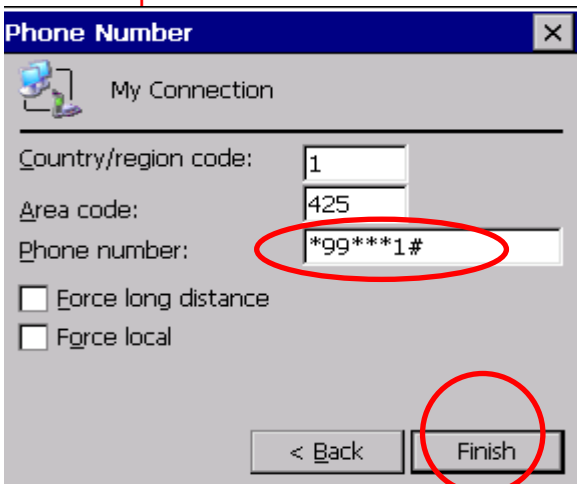 Phone Number
My Connection
Country/region code: 1
Area code: 425
Phone number: *99***1#
Force long distance
Force local
< Back Finish